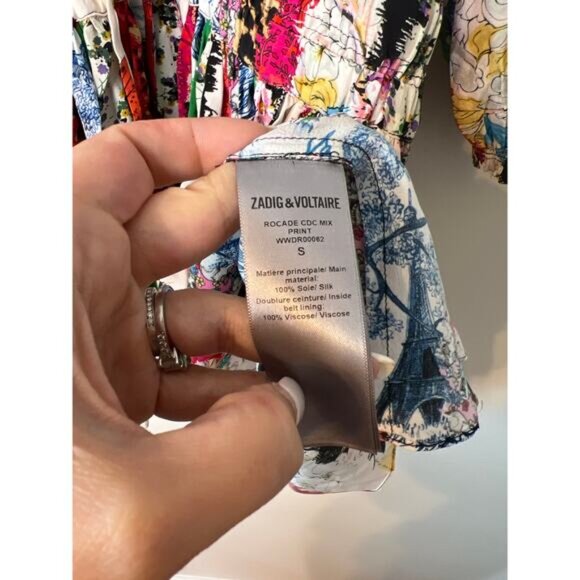 ZADIG & VOLTAIRE
ROCADE CDC MIX
PRINT
WWDR00082
S
Matière principale/ Main
material:
100% Soie/ Silk
Doublure ceinture/ Inside
belt lining:
100% Viscose/ Viscose